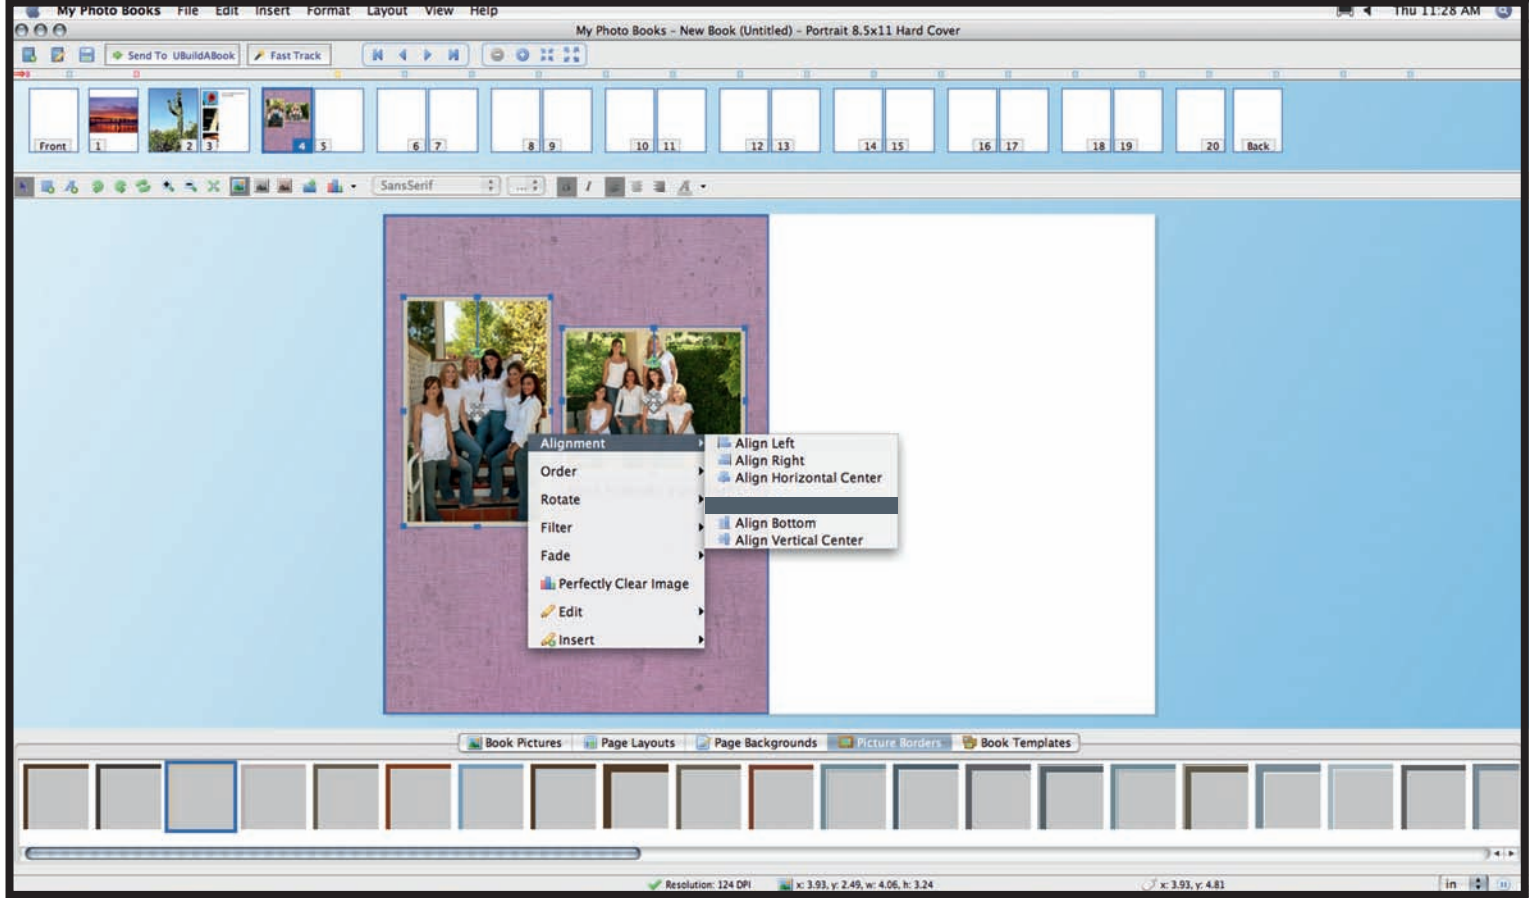 My Photo Books File Edit Insert Format Layout View Help Thu 11:28 AM
My Photo Books - New Book (Untitled) - Portrait 8.5x11 Hard Cover
Send To UBuildABook Fast Track
Front 1 2 3 4 5 6 7 8 9 10 11 12 13 14 15 16 17 18 19 20 Back
SansSerif ... I A
Alignment
Order
Rotate
Filter
Fade
Perfectly Clear Image
Edit
Insert
Align Left
Align Right
Align Horizontal Center
Align Bottom
Align Vertical Center
Book Pictures Page Layouts Page Backgrounds Picture Borders Book Templates
Resolution: 124 DPI x: 3.93, y: 2.49, w: 4.06, h: 3.24 x: 3.93, y: 4.81 in